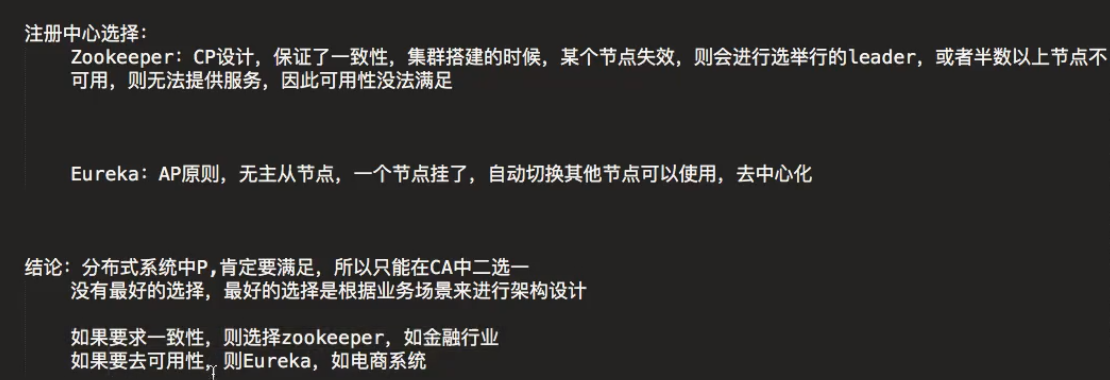 注册中心选择：
Zookeeper：CP设计，保证了一致性，集群搭建的时候，某个节点失效，则会进行选举行的leader，或者半数以上节点不
可用，则无法提供服务，因此可用性没法满足
Eureka：AP原则，无主从节点，一个节点挂了，自动切换其他节点可以使用，去中心化
结论：分布式系统中P,肯定要满足，所以只能在CA中二选一
没有最好的选择，最好的选择是根据业务场景来进行架构设计
如果要求一致性，则选择zookeeper，如金融行业
如果要去可用性，则Eureka，如电商系统